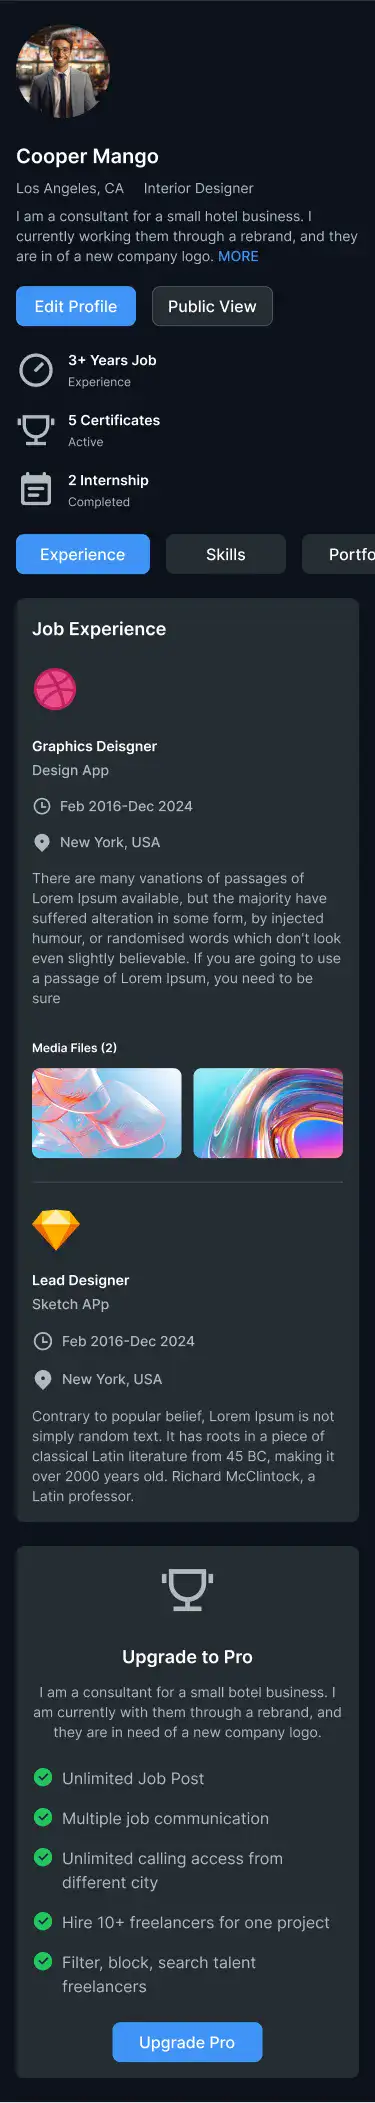 Cooper Mango
Los Angeles, CA Interior Designer
I am a consultant for a small hotel business. I
currently working them through a rebrand, and they
are in of a new company logo. MORE
Edit Profile Public View
3+ Years Job
Experience
5 Certificates
Active
2 Internship
Completed
Experience Skills Portfo
Job Experience
Graphics Deisgner
Design App
Feb 2016-Dec 2024
New York, USA
There are many vanations of passages of
Lorem Ipsum available, but the majority have
suffered alteration in some form, by injected
humour, or randomised words which don't look
even slightly believable. If you are going to use
a passage of Lorem Ipsum, you need to be
sure
Media Files (2)
Lead Designer
Sketch APp
Feb 2016-Dec 2024
New York, USA
Contrary to popular belief, Lorem Ipsum is not
simply random text. It has roots in a piece of
classical Latin literature from 45 BC, making it
over 2000 years old. Richard McClintock, a
Latin professor.
Upgrade to Pro
I am a consultant for a small botel business. I
am currently with them through a rebrand, and
they are in need of a new company logo.
Unlimited Job Post
Multiple job communication
Unlimited calling access from
different city
Hire 10+ freelancers for one project
Filter, block, search talent
freelancers
Upgrade Pro